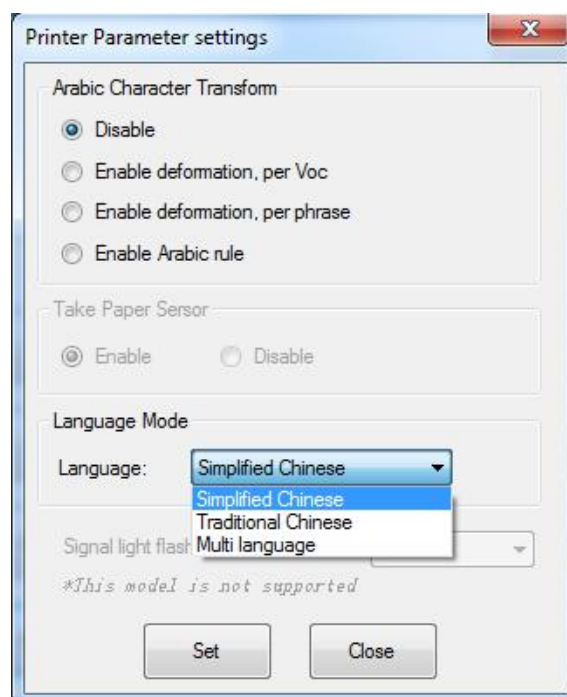 Printer Parameter settings
Arabic Character Transform
Disable
Enable deformation, per Voc
Enable deformation, per phrase
Enable Arabic rule
Take Paper Sersor
Enable Disable
Language Mode
Language: Simplified Chinese
Simplified Chinese
Traditional Chinese
Multi language
Signal light flash
*This model is not supported
Set Close